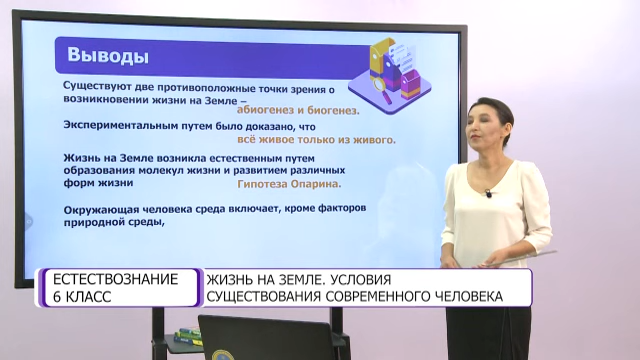 Выводы
Существуют две противоположные точки зрения о
возникновении жизни на Земле –
абиогенез и биогенез.
Экспериментальным путем было доказано, что
всё живое только из живого.
Жизнь на Земле возникла естественным путем
образования молекул жизни и развитием различных
форм жизни
Гипотеза Опарина.
Окружающая человека среда включает, кроме факторов
природной среды,
ЕСТЕСТВОЗНАНИЕ
6 КЛАСС
ЖИЗНЬ НА ЗЕМЛЕ. УСЛОВИЯ
СУЩЕСТВОВАНИЯ СОВРЕМЕННОГО ЧЕЛОВЕКА